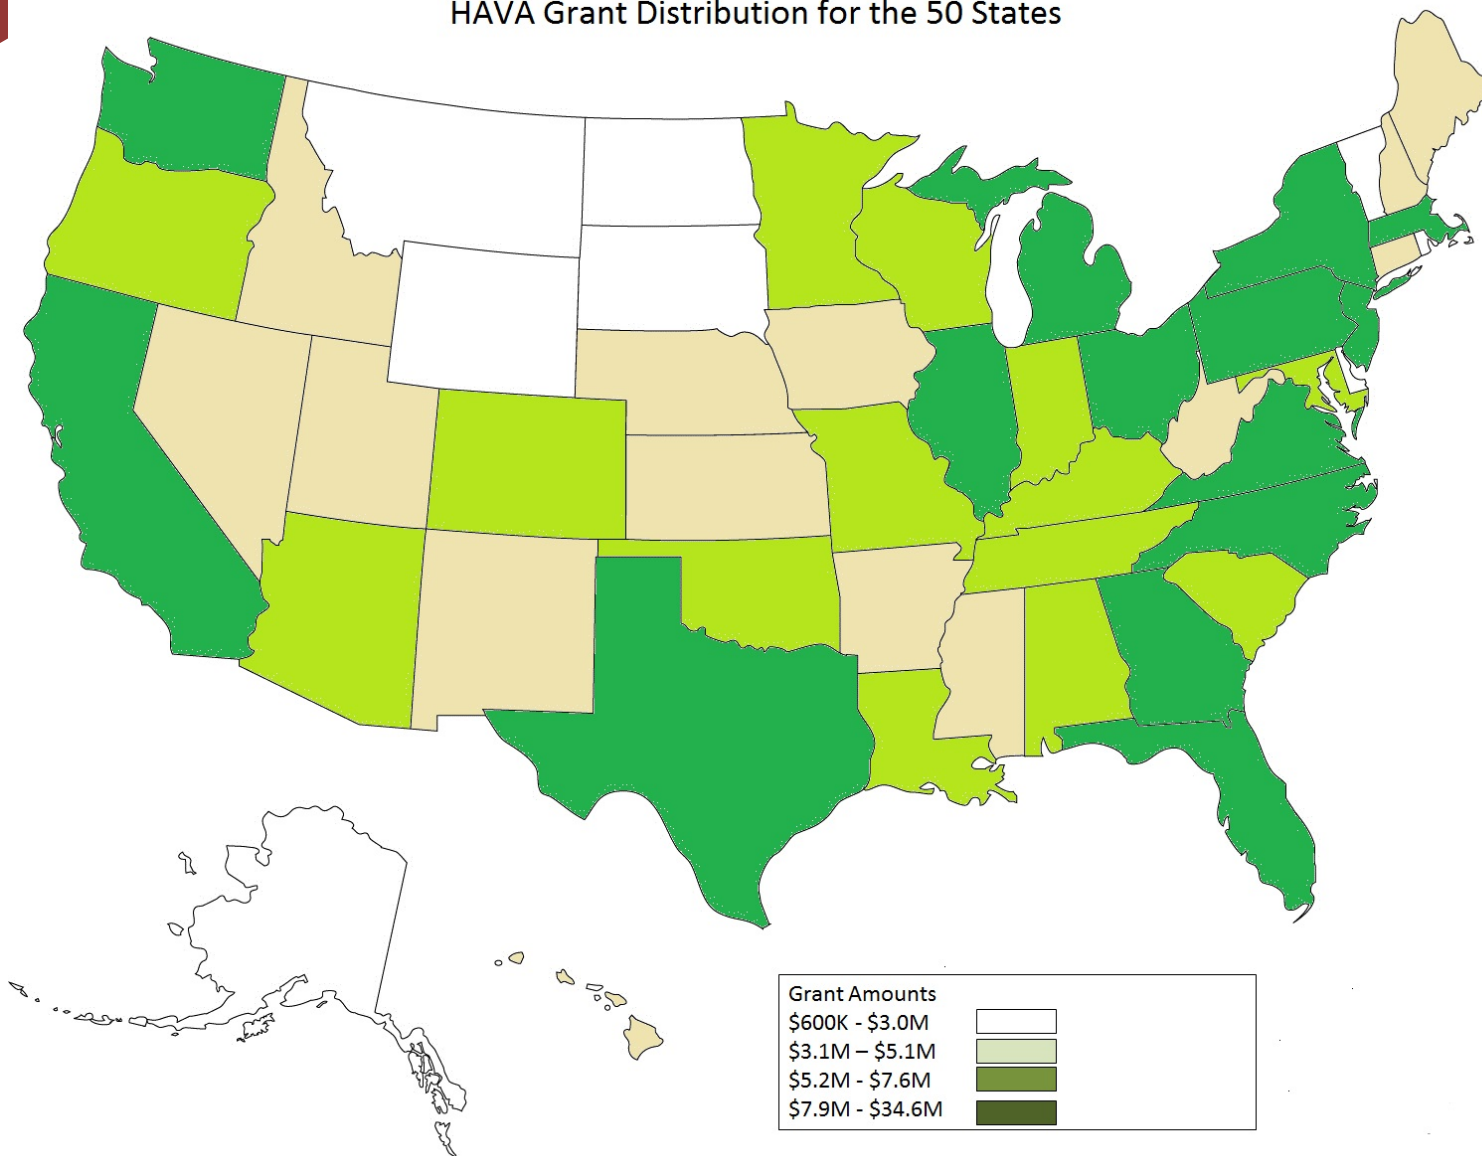 HAVA Grant Distribution for the 50 States
Grant Amounts
$600K - $3.0M
$3.1M – $5.1M
$5.2M - $7.6M
$7.9M - $34.6M